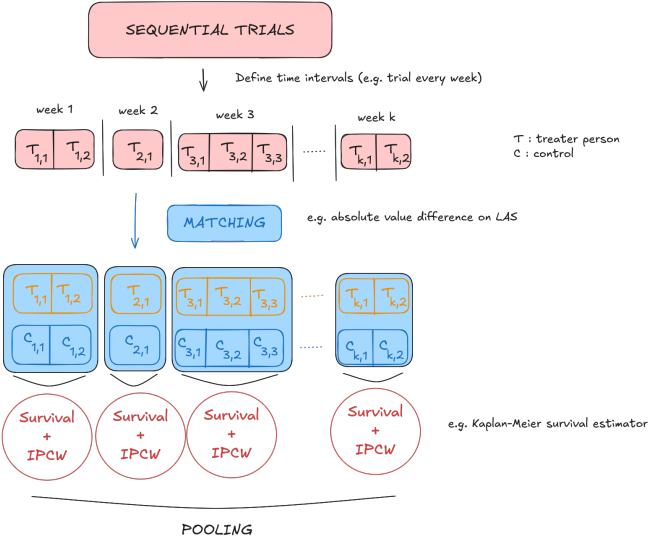 SEQUENTIAL TRIALS
Define time intervals (e.g. trial every week)
week 1 week 2 week 3 week k
T1,1 T1,2 T2,1 T3,1 T3,2 T3,3 ...... Tk,1 Tk,2
T : treater person
C : control
MATCHING
e.g. absolute value difference on LAS
T1,1 T1,2 T2,1 T3,1 T3,2 T3,3 ...... Tk,1 Tk,2
C1,1 C1,2 C2,1 C3,1 C3,2 C3,3 ...... Ck,1 Ck,2
Survival Survival Survival Survival
+ + + +
IPCW IPCW IPCW IPCW
e.g. Kaplan-Meier survival estimator
POOLING